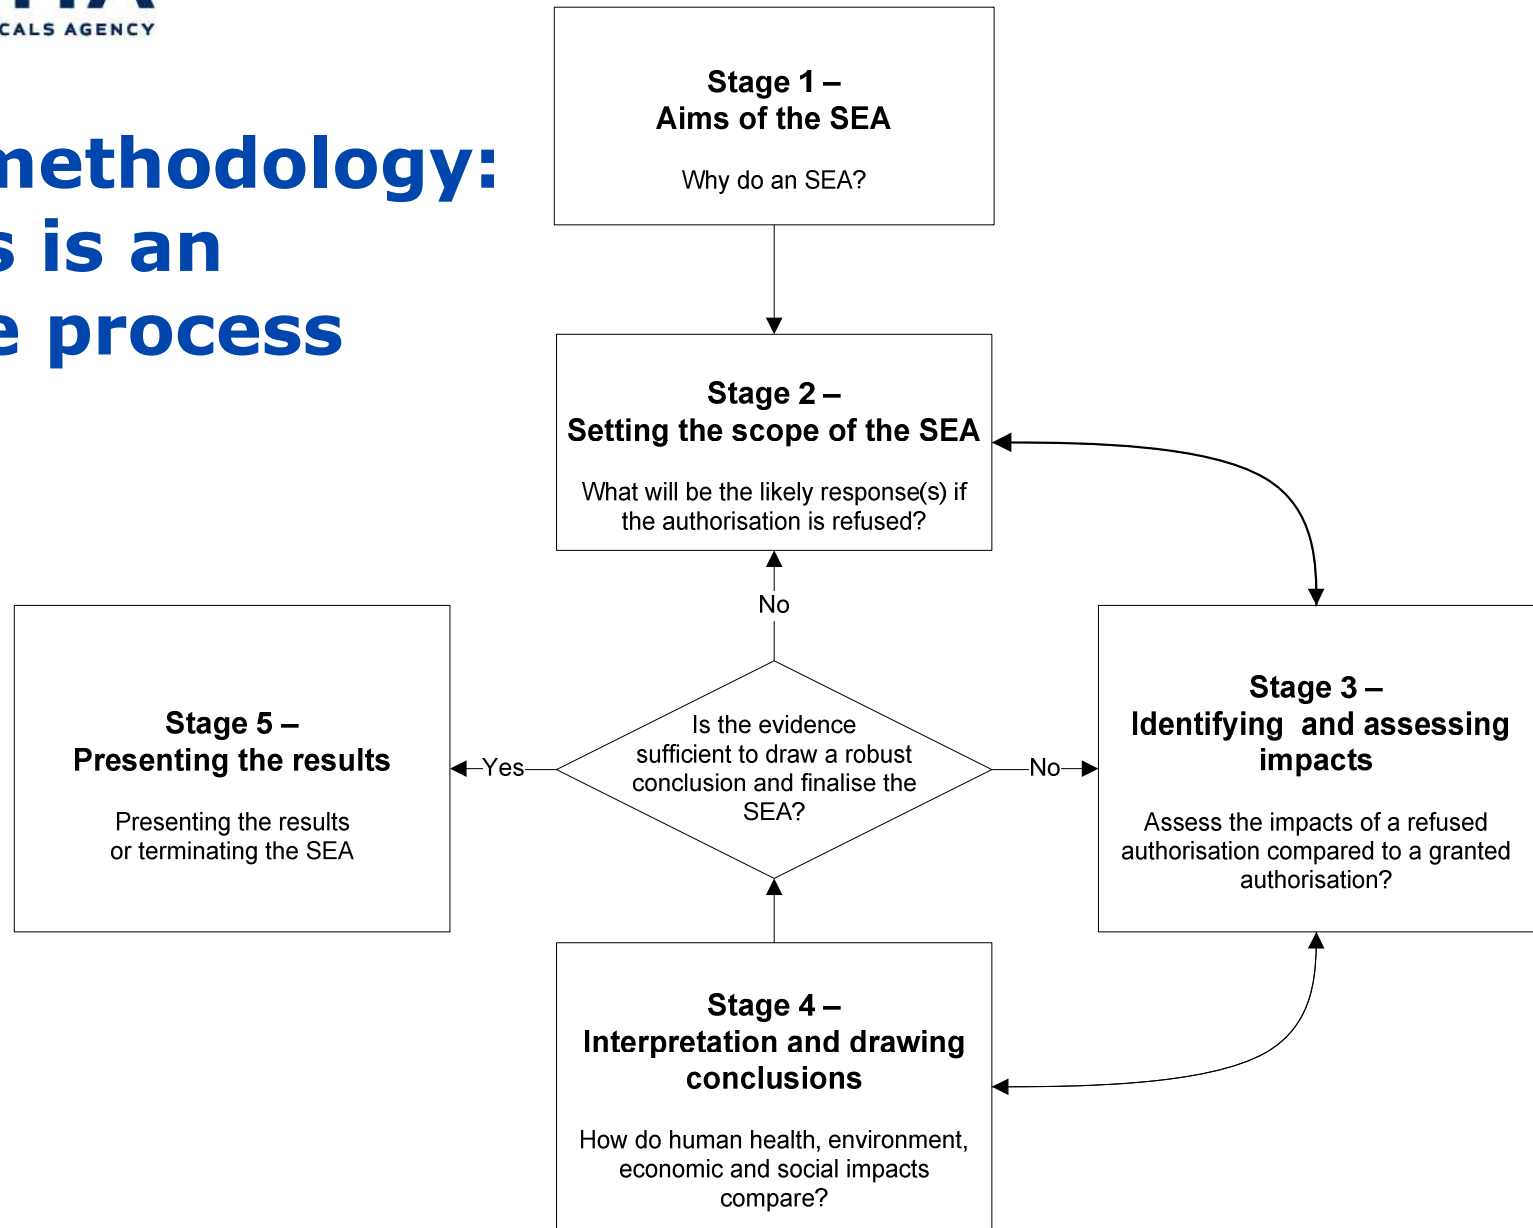 CALS AGENCY
methodology:
s is an
e process
Stage 1 –
Aims of the SEA
Why do an SEA?
Stage 2 –
Setting the scope of the SEA
What will be the likely response(s) if
the authorisation is refused?
No
Stage 5 –
Presenting the results
Presenting the results
or terminating the SEA
Yes
Is the evidence
sufficient to draw a robust
conclusion and finalise the
SEA?
No
Stage 3 –
Identifying and assessing
impacts
Assess the impacts of a refused
authorisation compared to a granted
authorisation?
Stage 4 –
Interpretation and drawing
conclusions
How do human health, environment,
economic and social impacts
compare?